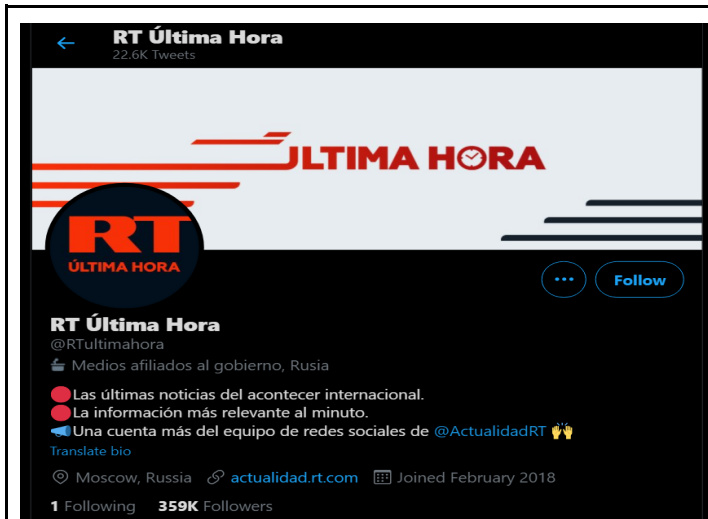 RT Última Hora
22.6K Tweets
ÚLTIMA HORA
RT
ÚLTIMA HORA
Follow
RT Última Hora
@RTultimahora
Medios afiliados al gobierno, Rusia
Las últimas noticias del acontecer internacional.
La información más relevante al minuto.
Una cuenta más del equipo de redes sociales de @ActualidadRT
Translate bio
Moscow, Russia actualidad.rt.com Joined February 2018
1 Following 359K Followers